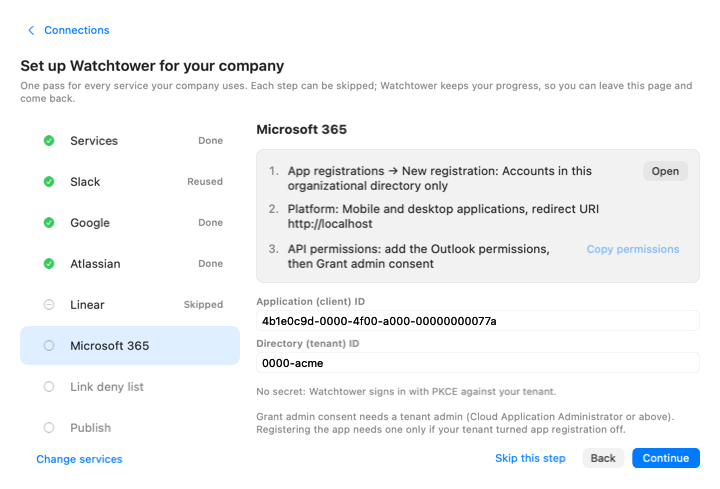 Connections
Set up Watchtower for your company
One pass for every service your company uses. Each step can be skipped; Watchtower keeps your progress, so you can leave this page and
come back.
Services Done
Slack Reused
Google Done
Atlassian Done
Linear Skipped
Microsoft 365
Link deny list
Publish
Change services
Microsoft 365
1. App registrations → New registration: Accounts in this
organizational directory only
Open
2. Platform: Mobile and desktop applications, redirect URI
http://localhost
3. API permissions: add the Outlook permissions,
then Grant admin consent
Copy permissions
Application (client) ID
4b1e0c9d-0000-4f00-a000-00000000077a
Directory (tenant) ID
0000-acme
No secret: Watchtower signs in with PKCE against your tenant.
Grant admin consent needs a tenant admin (Cloud Application Administrator or above).
Registering the app needs one only if your tenant turned app registration off.
Skip this step
Back
Continue